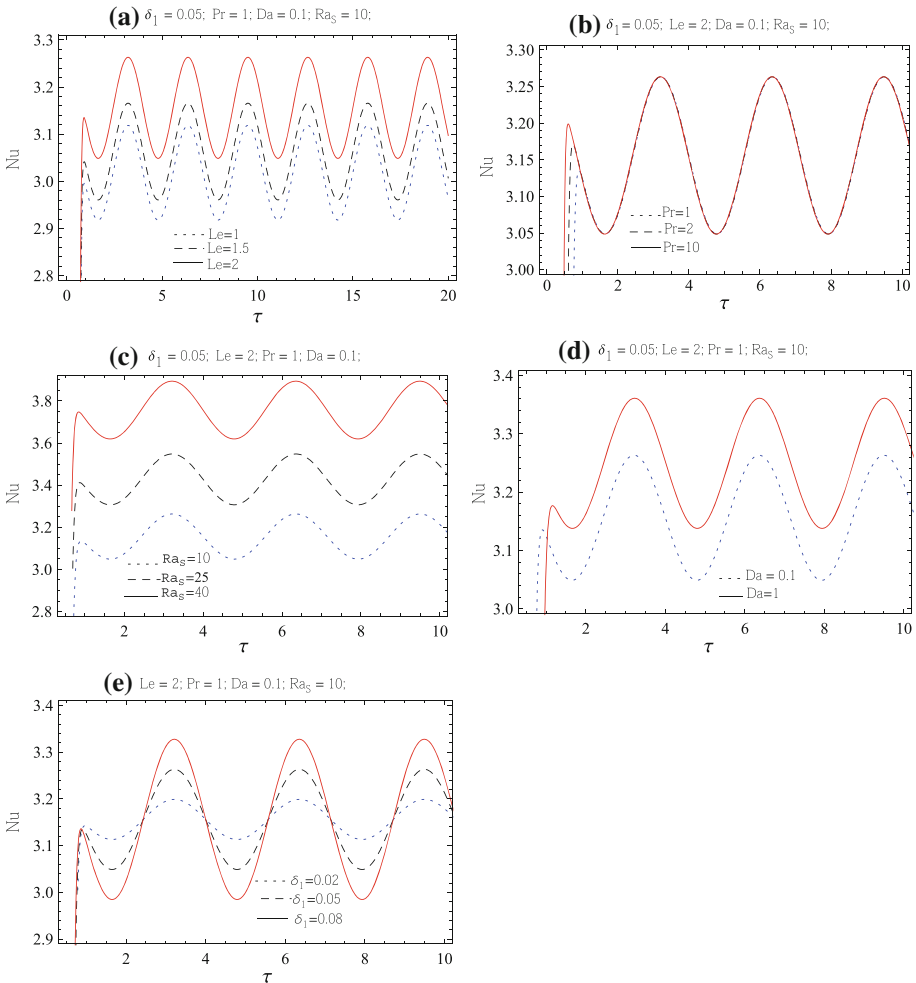 (a) δ1 = 0.05; Pr = 1; Da = 0.1; RaS = 10;
Nu
3.3
3.2
3.1
3.0
2.9
2.8
Le=1
Le=1.5
Le=2
0 5 10 15 20
τ
(b) δ1 = 0.05; Le = 2; Da = 0.1; RaS = 10;
Nu
3.30
3.25
3.20
3.15
3.10
3.05
3.00
Pr=1
Pr=2
Pr=10
0 2 4 6 8 10
τ
(c) δ1 = 0.05; Le = 2; Pr = 1; Da = 0.1;
Nu
3.8
3.6
3.4
3.2
3.0
2.8
RaS=10
RaS=25
RaS=40
2 4 6 8 10
τ
(d) δ1 = 0.05; Le = 2; Pr = 1; RaS = 10;
Nu
3.4
3.3
3.2
3.1
3.0
Da = 0.1
Da=1
0 2 4 6 8 10
τ
(e) Le = 2; Pr = 1; Da = 0.1; RaS = 10;
Nu
3.4
3.3
3.2
3.1
3.0
2.9
δ1=0.02
δ1=0.05
δ1=0.08
2 4 6 8 10
τ